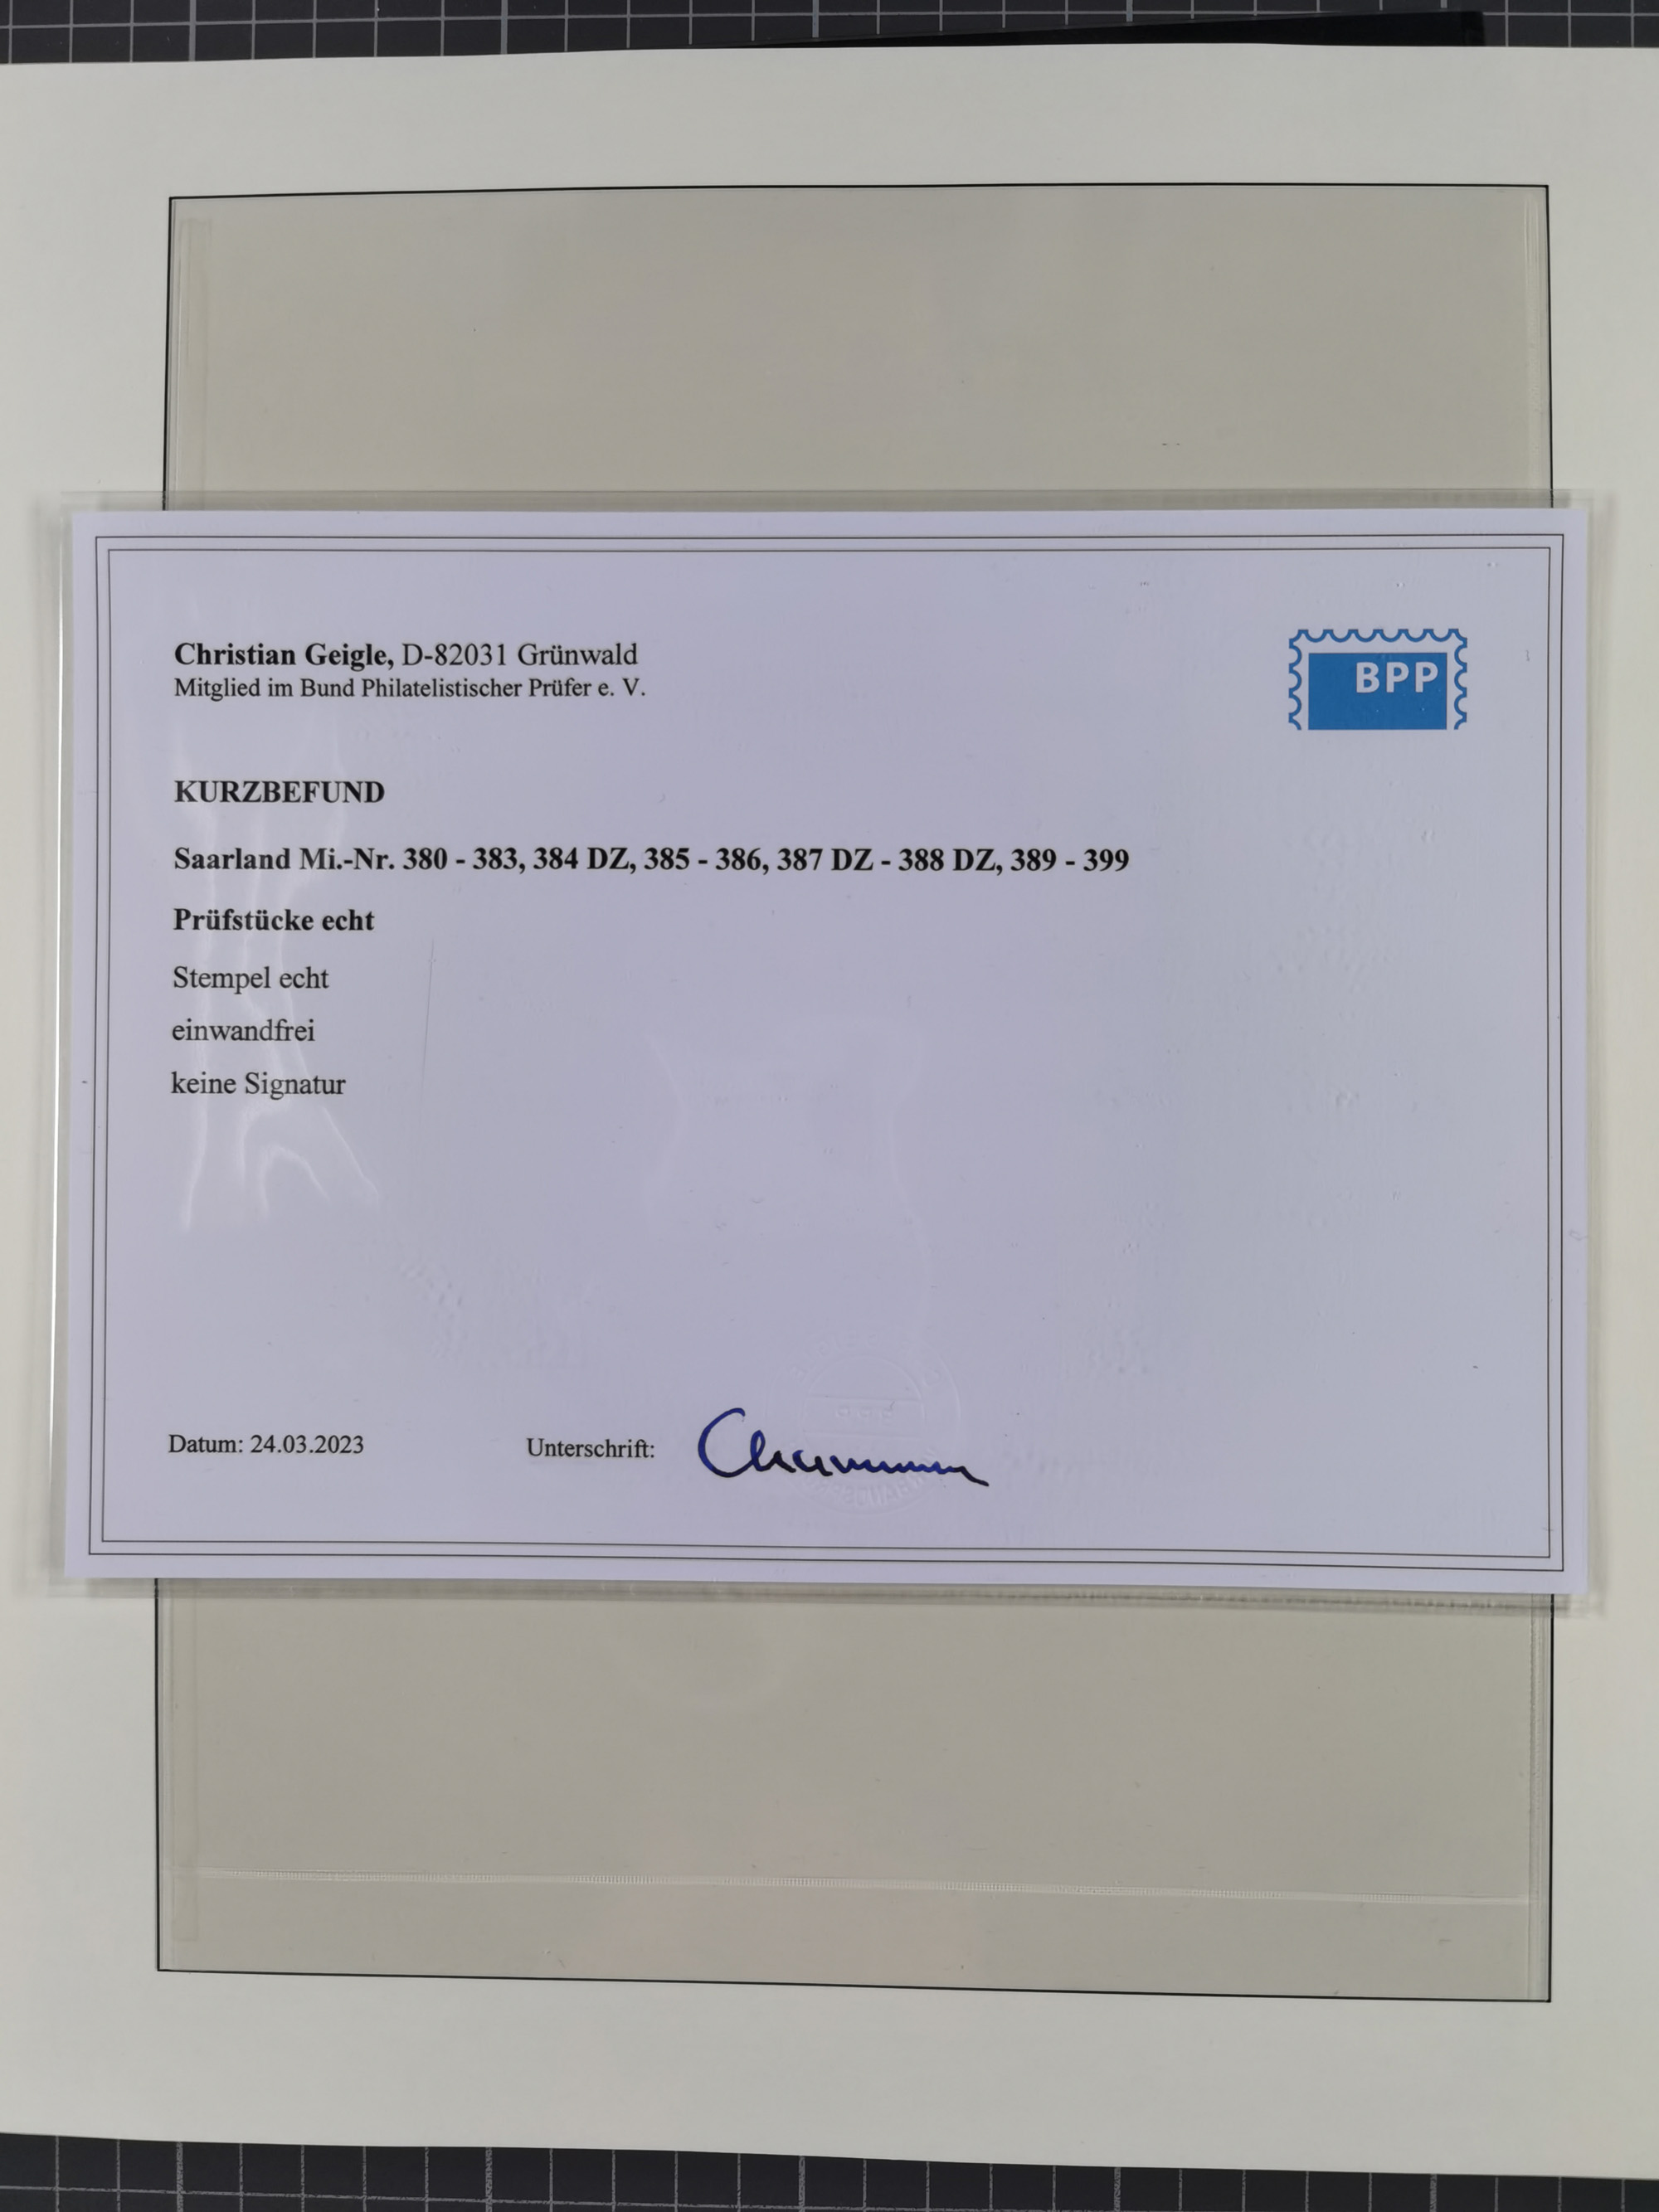 Christian Geigle, D-82031 Grünwald
Mitglied im Bund Philatelistischer Prüfer e. V.
BPP
KURZBEFUND
Saarland Mi.-Nr. 380 - 383, 384 DZ, 385 - 386, 387 DZ - 388 DZ, 389 - 399
Prüfstücke echt
Stempel echt
einwandfrei
keine Signatur
Datum: 24.03.2023
Unterschrift: